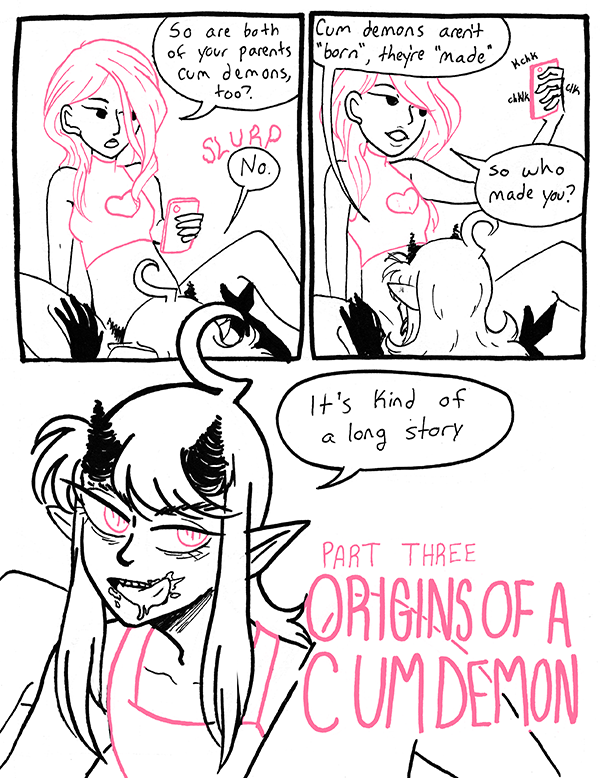 So are both
of your parents
cum demons,
too?
SLURP
No.
Cum demons aren't
"born", they're "made"
Kchk
chkk
clk
So who
made you?
It's kind of
a long story
PART THREE
ORIGINS OF A
CUM DEMON